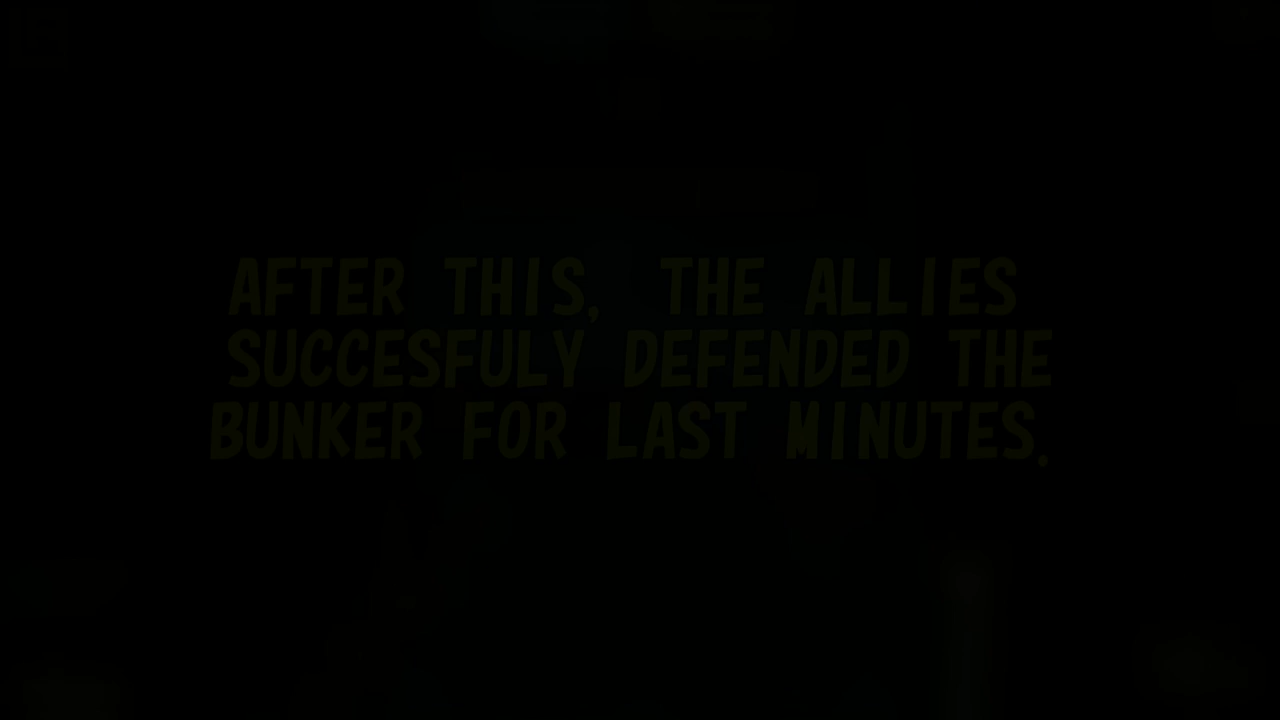 AFTER THIS, THE ALLIES
SUCCESFULY DEFENDED THE
BUNKER FOR LAST MINUTES.